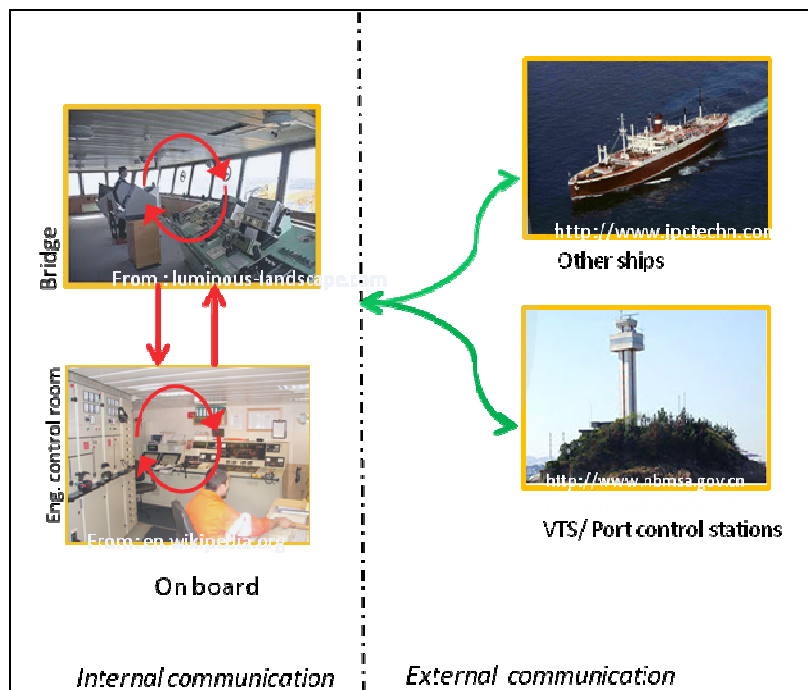 Bridge
From : luminous-landscape.com
Eng. control room
From: en.wikipedia.org
On board
Internal communication
http://www.jpctechn.com
Other ships
http://www.nbmsa.gov.cn
VTS/ Port control stations
External communication